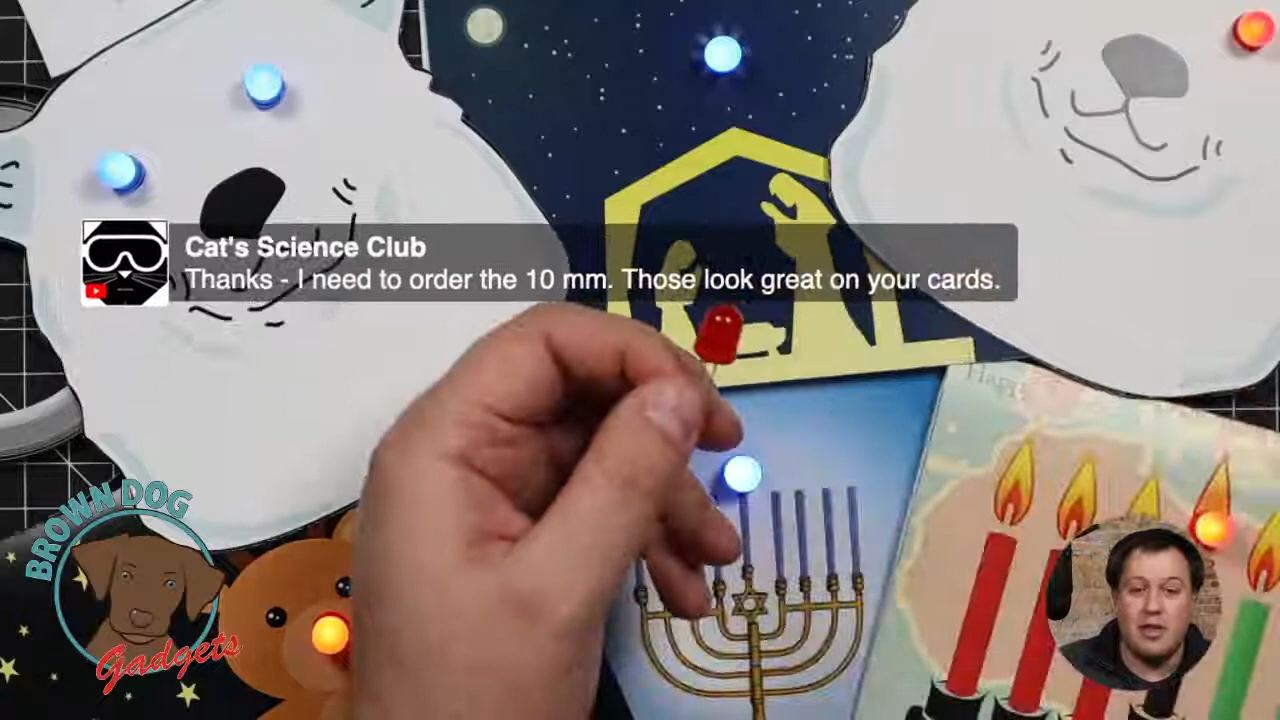 Cat's Science Club
Thanks - I need to order the 10 mm. Those look great on your cards.
BROWN DOG
Gadgets